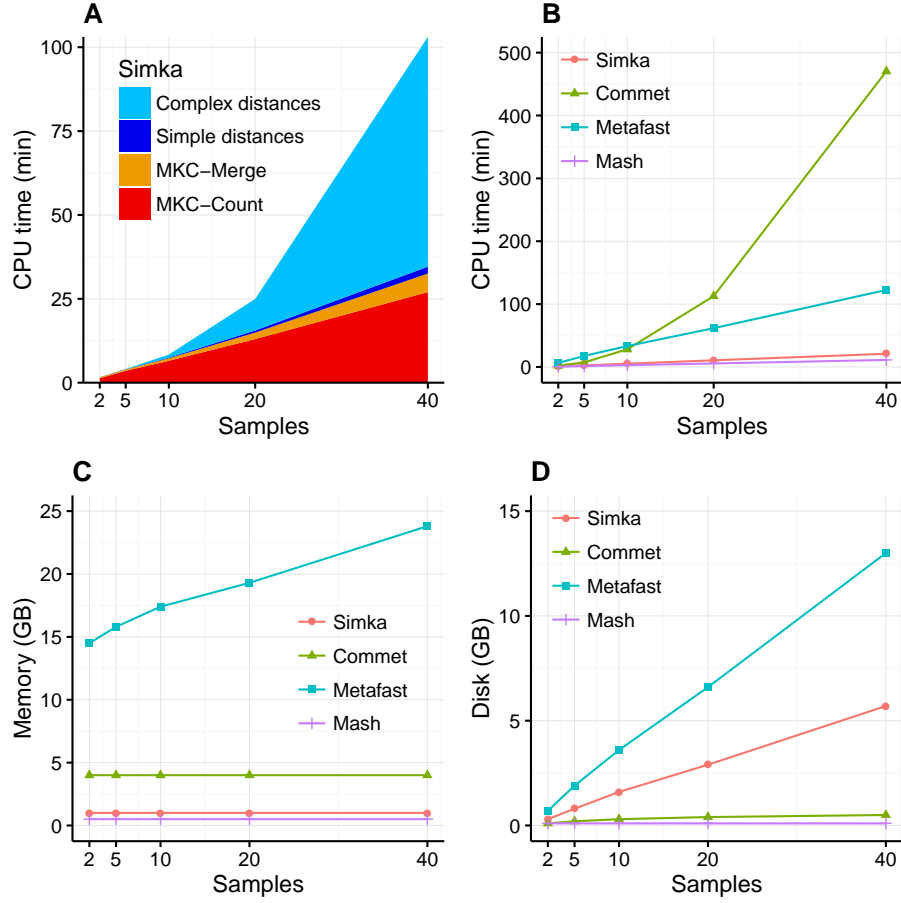 A
CPU time (min)
100
75
50
25
0
Simka
Complex distances
Simple distances
MKC−Merge
MKC−Count
2 5 10 20 40
Samples
B
CPU time (min)
500
400
300
200
100
0
Simka
Commet
Metafast
Mash
2 5 10 20 40
Samples
C
Memory (GB)
25
20
15
10
5
0
Simka
Commet
Metafast
Mash
2 5 10 20 40
Samples
D
Disk (GB)
15
10
5
0
Simka
Commet
Metafast
Mash
2 5 10 20 40
Samples